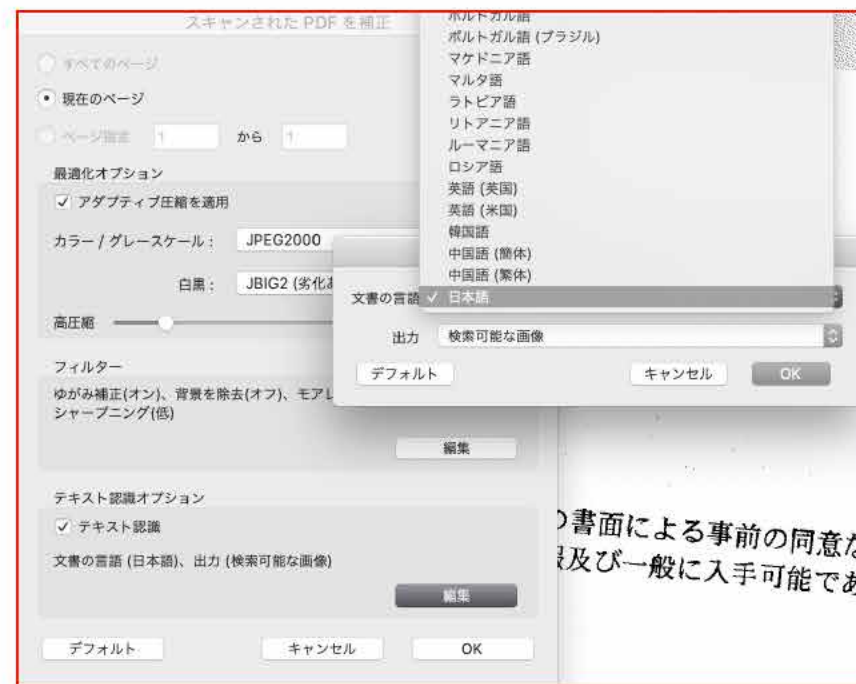 スキャンされた PDF を補正
すべてのページ
現在のページ
ページ指定 1 から 1
最適化オプション
アダプティブ圧縮を適用
カラー / グレースケール : JPEG2000
白黒 : JBIG2 (劣化あ
高圧縮
フィルター
ゆがみ補正(オン)、背景を除去(オフ)、モアレ
シャープニング(低)
編集
テキスト認識オプション
テキスト認識
文書の言語 (日本語)、出力 (検索可能な画像)
編集
デフォルト キャンセル OK
ポルトガル語
ポルトガル語 (ブラジル)
マケドニア語
マルタ語
ラトビア語
リトアニア語
ルーマニア語
ロシア語
英語 (英国)
英語 (米国)
韓国語
中国語 (簡体)
中国語 (繁体)
文書の言語 日本語
出力 検索可能な画像
デフォルト キャンセル OK
の書面による事前の同意な
及び一般に入手可能であ